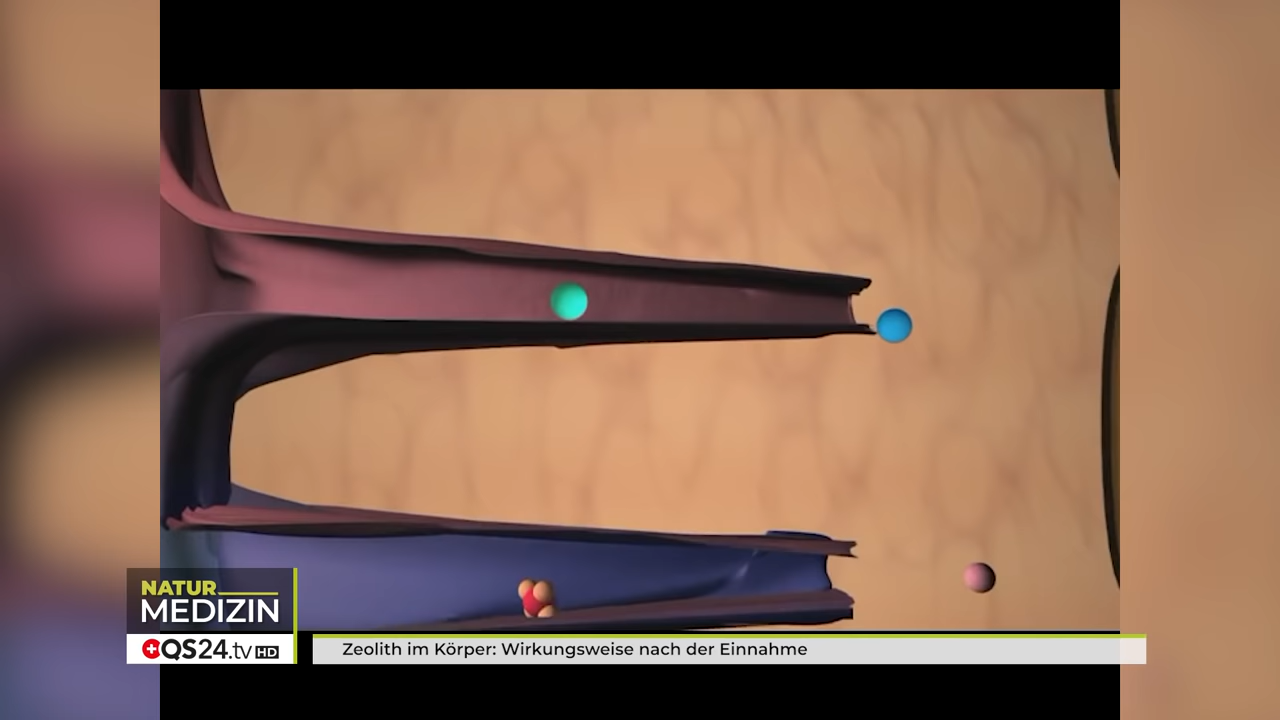 NATUR
MEDIZIN
QS24.tv HD
Zeolith im Körper: Wirkungsweise nach der Einnahme